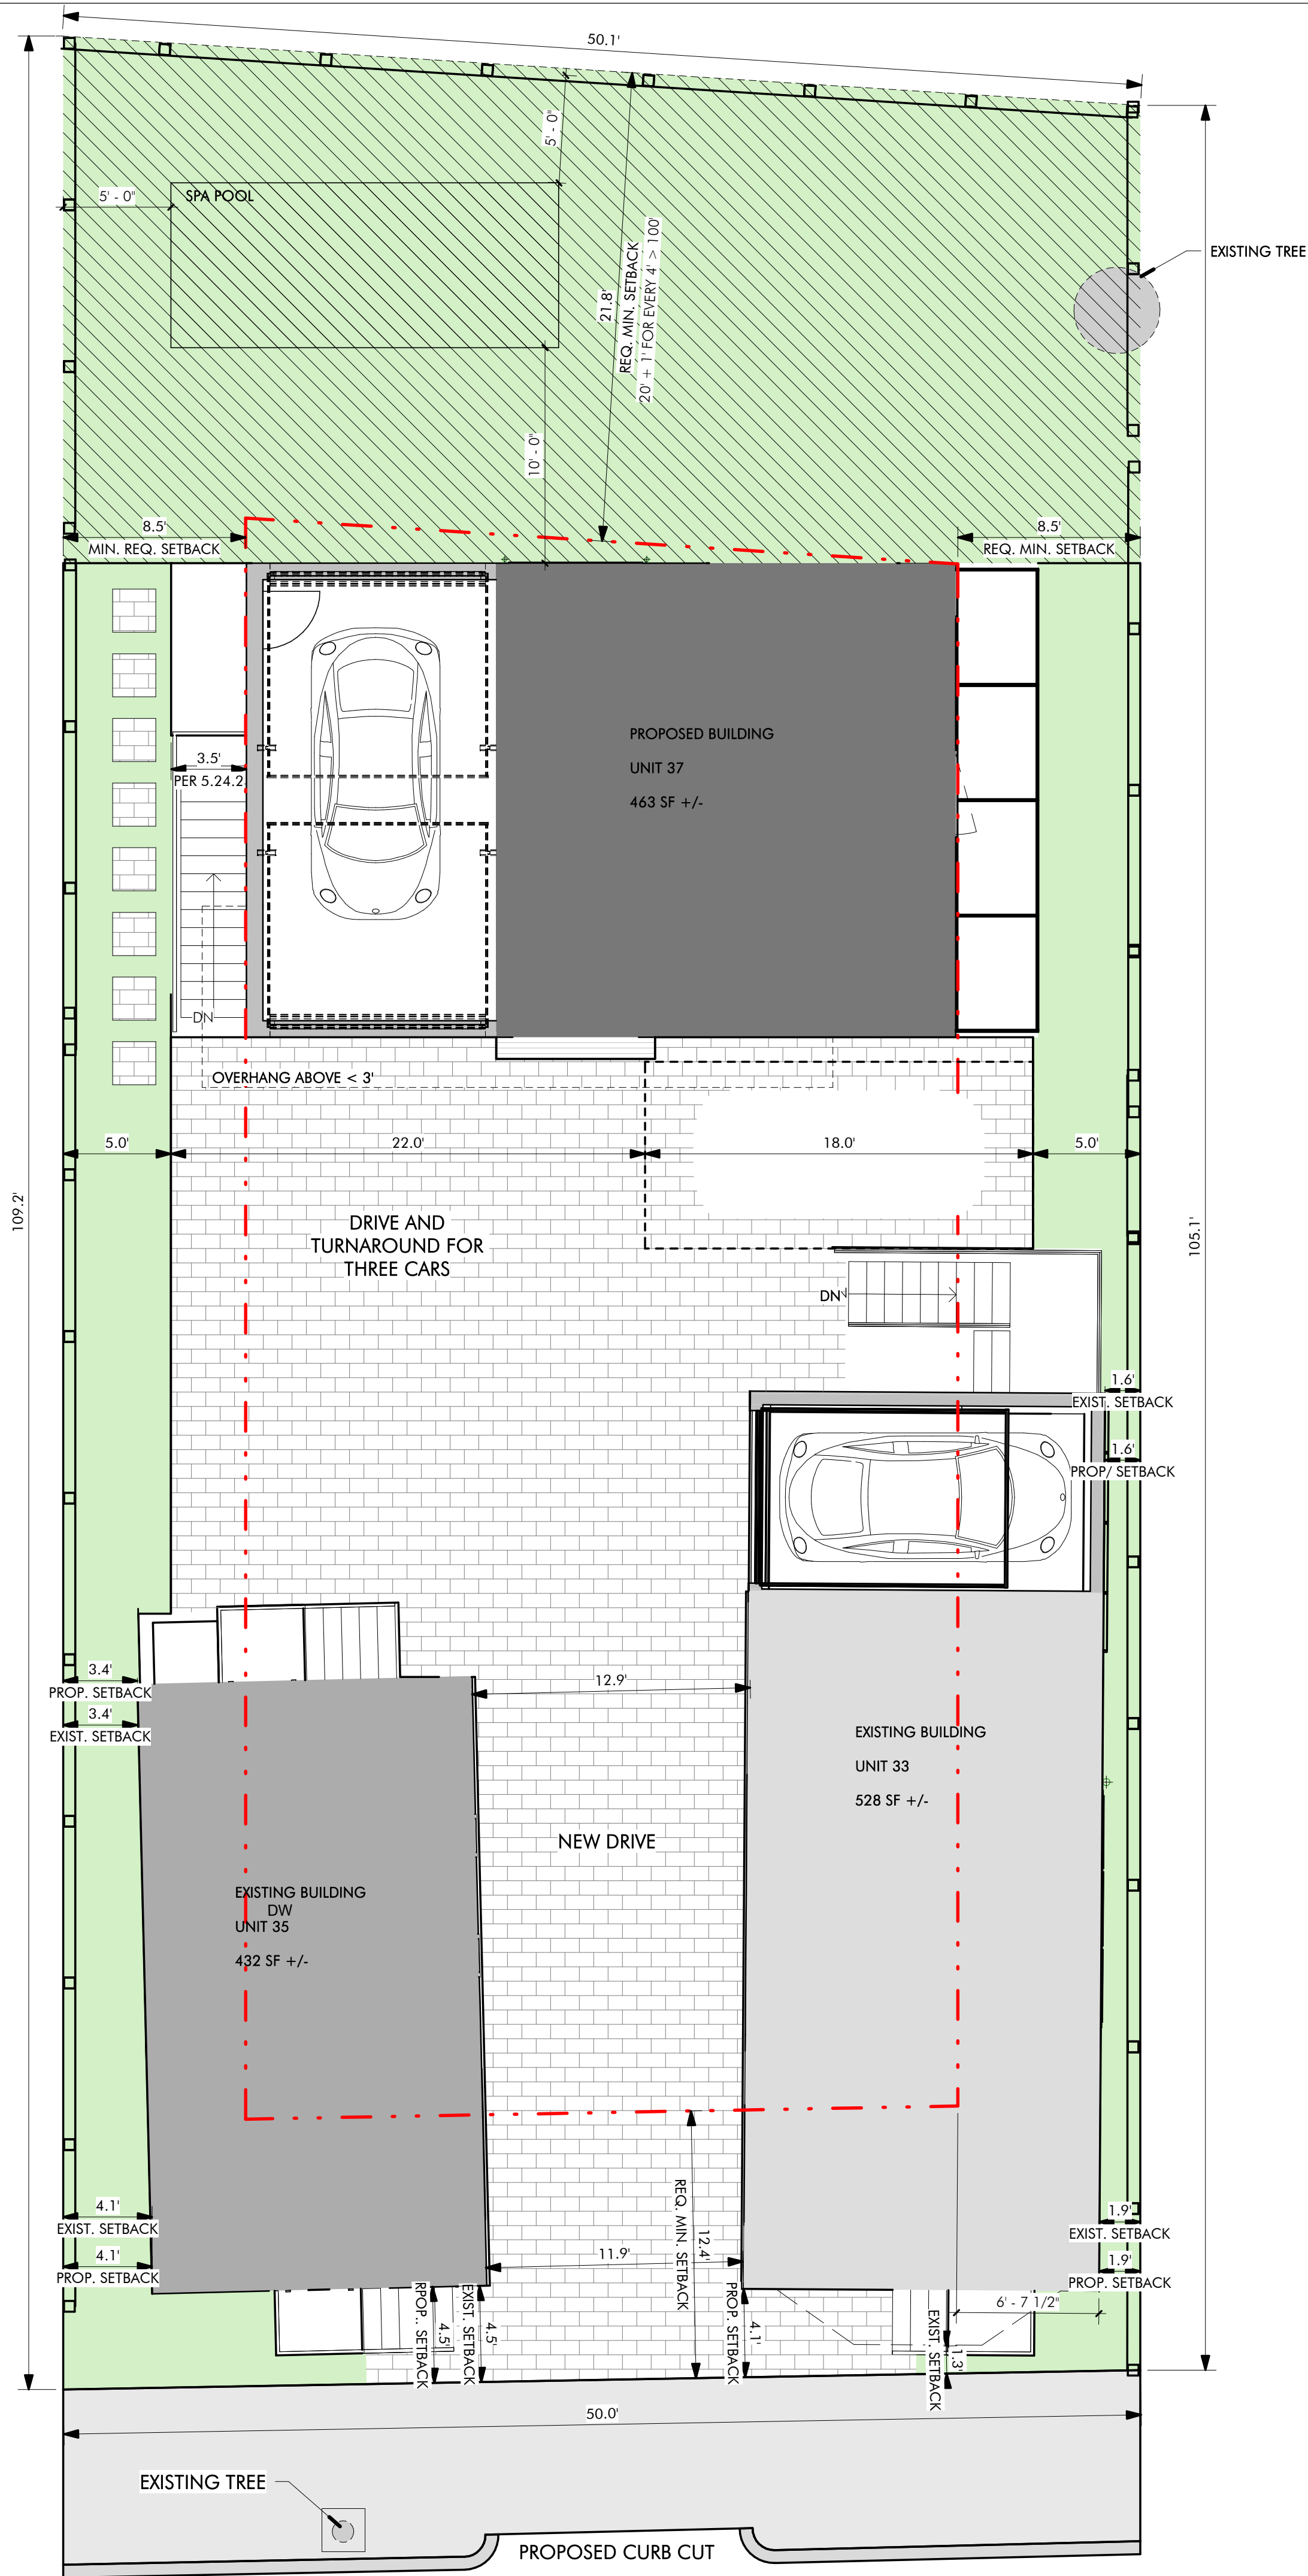 50.1'
5' - 0"
5' - 0"
SPA POOL
EXISTING TREE
21.8'
REQ. MIN. SETBACK
20' + 1' FOR EVERY 4' > 100'
10' - 0"
8.5'
MIN. REQ. SETBACK
8.5'
REQ. MIN. SETBACK
PROPOSED BUILDING
UNIT 37
463 SF +/-
3.5'
PER 5.24.2
DN
OVERHANG ABOVE < 3'
5.0'
22.0'
18.0'
5.0'
109.2'
105.1'
DRIVE AND
TURNAROUND FOR
THREE CARS
DN
1.6'
EXIST. SETBACK
1.6'
PROP/ SETBACK
3.4'
PROP. SETBACK
3.4'
EXIST. SETBACK
12.9'
EXISTING BUILDING
UNIT 33
528 SF +/-
NEW DRIVE
EXISTING BUILDING
DW
UNIT 35
432 SF +/-
4.1'
EXIST. SETBACK
4.1'
PROP. SETBACK
11.9'
REQ. MIN. SETBACK
12.4'
1.9'
EXIST. SETBACK
1.9'
PROP. SETBACK
6' - 7 1/2"
RPOP.. SETBACK
4.5'
EXIST. SETBACK
4.5'
PROP. SETBACK
4.1'
EXIST. SETBACK
1.3'
50.0'
EXISTING TREE
PROPOSED CURB CUT